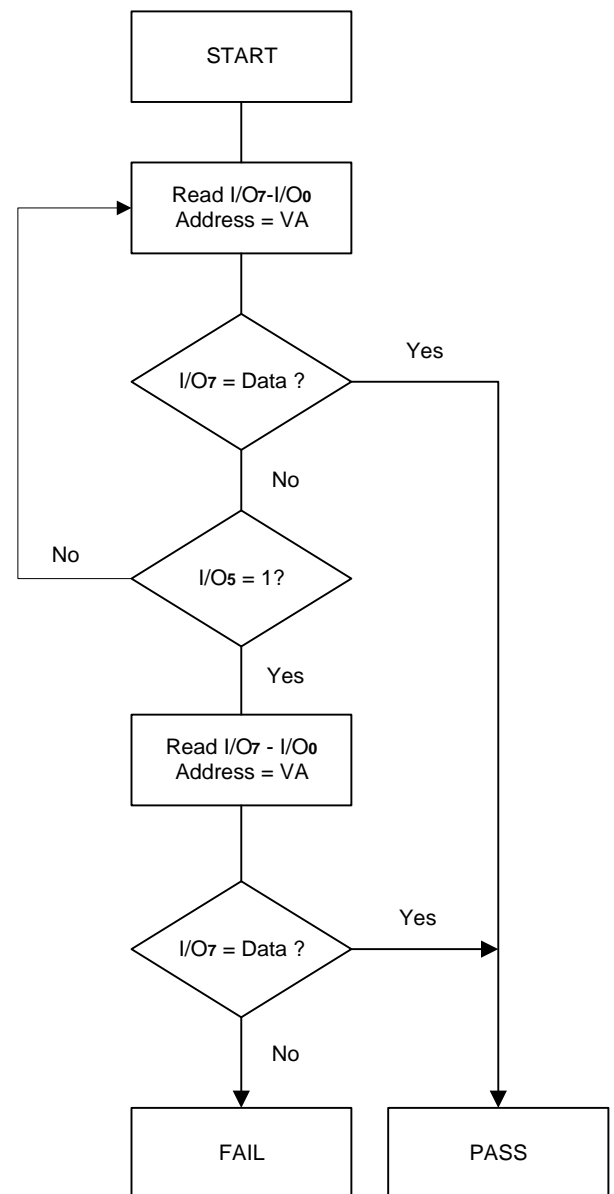 START
Read I/O7-I/O0
Address = VA
I/O7 = Data ?
Yes
No
I/O5 = 1?
No
Yes
Read I/O7 - I/O0
Address = VA
I/O7 = Data ?
Yes
No
FAIL
PASS